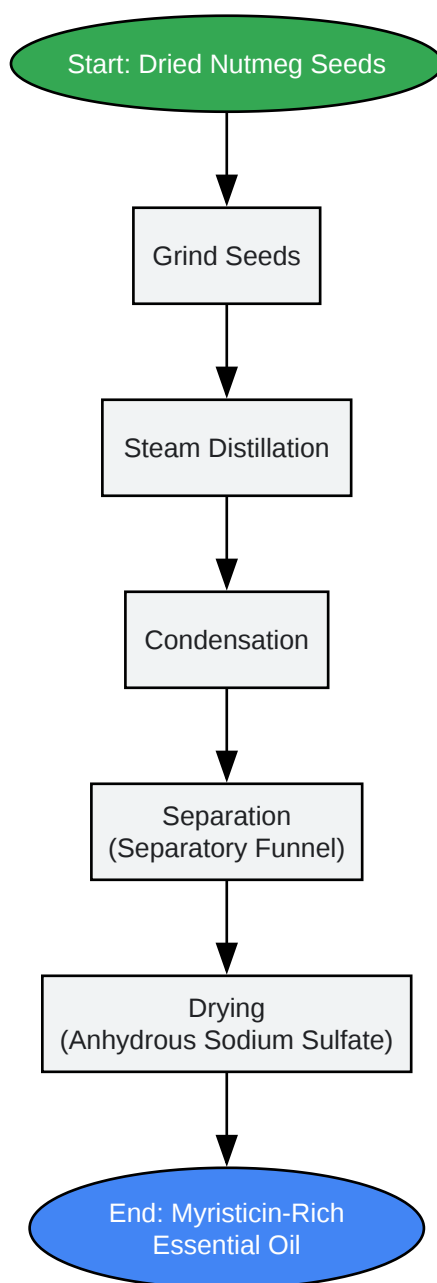 Start: Dried Nutmeg Seeds
Grind Seeds
Steam Distillation
Condensation
Separation
(Separatory Funnel)
Drying
(Anhydrous Sodium Sulfate)
End: Myristicin-Rich
Essential Oil